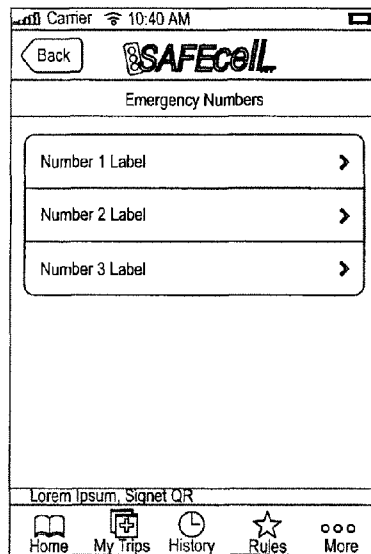 Carrier 10:40 AM
Back SAFEcell
Emergency Numbers
Number 1 Label
Number 2 Label
Number 3 Label
Lorem Ipsum, Signet QR
Home My Trips History Rules More